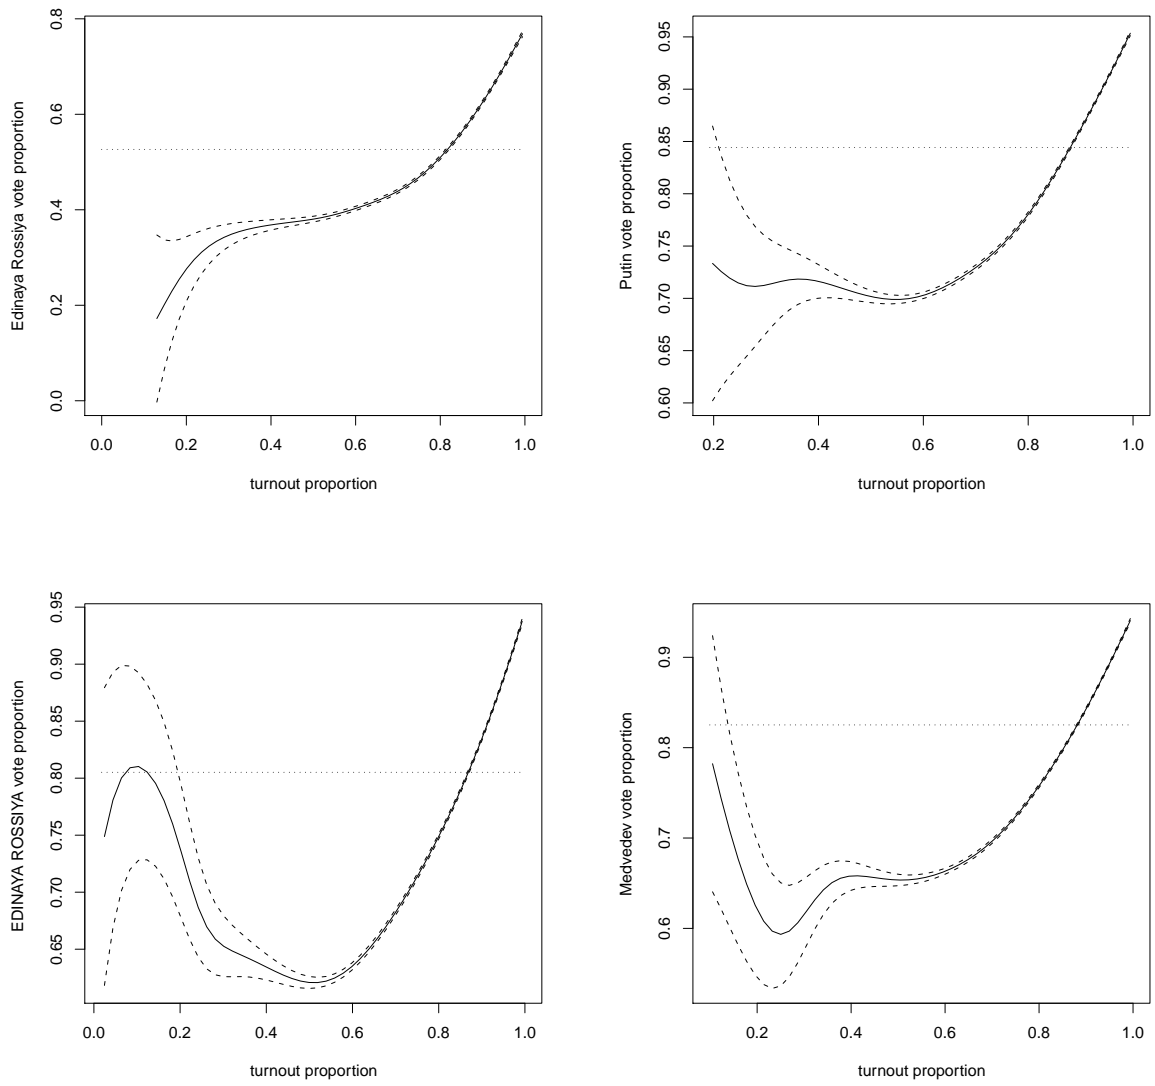 Edinaya Rossiya vote proportion
0.8
0.6
0.4
0.2
0.0
0.0 0.2 0.4 0.6 0.8 1.0
turnout proportion
Putin vote proportion
0.95
0.90
0.85
0.80
0.75
0.70
0.65
0.60
0.2 0.4 0.6 0.8 1.0
turnout proportion
EDINAYA ROSSIYA vote proportion
0.95
0.90
0.85
0.80
0.75
0.70
0.65
0.0 0.2 0.4 0.6 0.8 1.0
turnout proportion
Medvedev vote proportion
0.9
0.8
0.7
0.6
0.2 0.4 0.6 0.8 1.0
turnout proportion